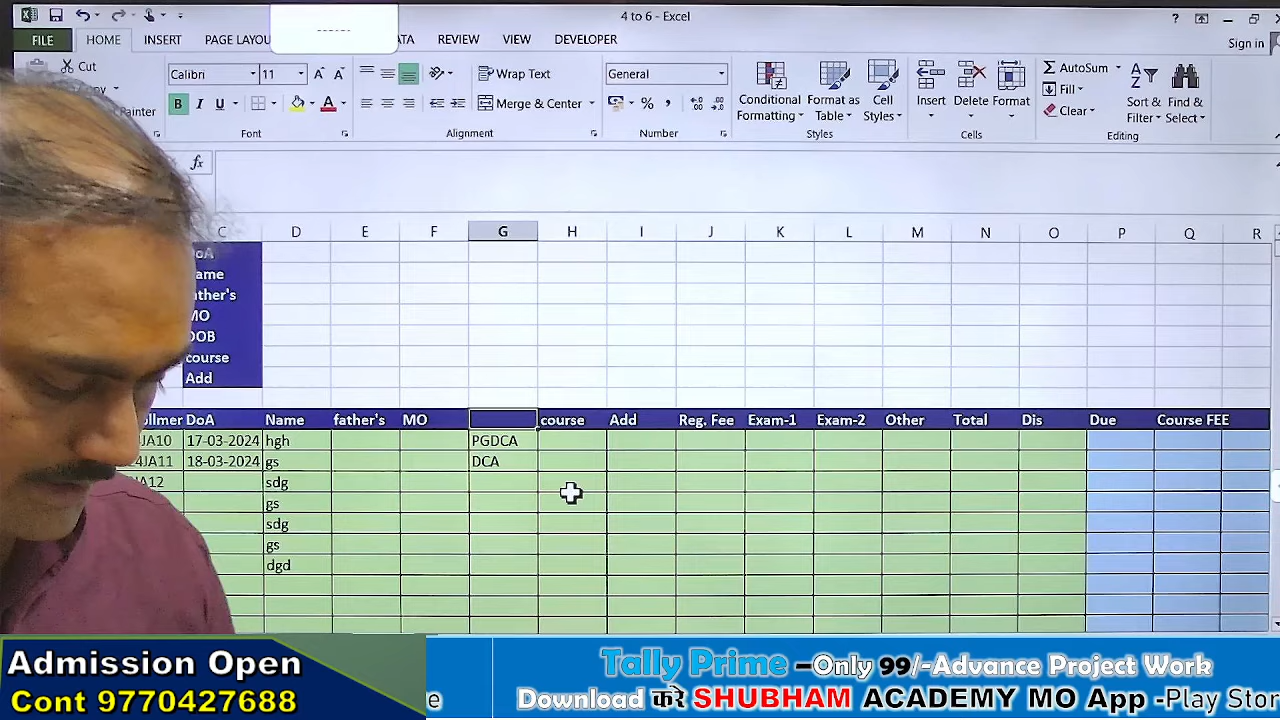 4 to 6 - Excel
FILE HOME INSERT PAGE LAYOU ATA REVIEW VIEW DEVELOPER
Sign in
Cut
Painter
Calibri 11
B I U
Font
Wrap Text
Merge & Center
Alignment
General
%
Number
Conditional Formatting
Format as Table
Cell Styles
Styles
Insert Delete Format
Cells
AutoSum
Fill
Clear
Sort & Filter
Find & Select
Editing
fx
C D E F G H I J K L M N O P Q R
DoA
ame
ather's
MO
DOB
course
Add
ollmer DoA Name father's MO course Add Reg. Fee Exam-1 Exam-2 Other Total Dis Due Course FEE
JA10 17-03-2024 hgh PGDCA
4JA11 18-03-2024 gs DCA
JA12 sdg
gs
sdg
gs
dgd
Admission Open
Cont 9770427688
e
Tally Prime –Only 99/-Advance Project Work
Download करे SHUBHAM ACADEMY MO App -Play Stor